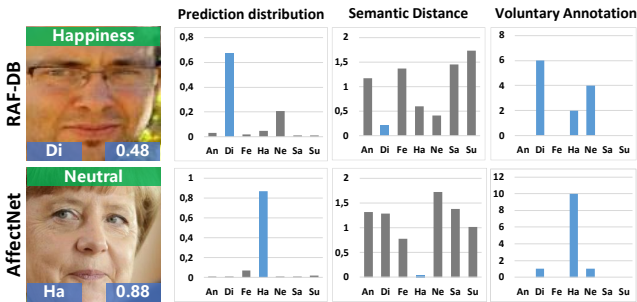 Prediction distribution Semantic Distance Voluntary Annotation
RAF-DB
Happiness
Di 0.48
0,8
0,6
0,4
0,2
0
An Di Fe Ha Ne Sa Su
2
1,5
1
0,5
0
An Di Fe Ha Ne Sa Su
8
6
4
2
0
An Di Fe Ha Ne Sa Su
AffectNet
Neutral
Ha 0.88
1
0,8
0,6
0,4
0,2
0
An Di Fe Ha Ne Sa Su
2
1,5
1
0,5
0
An Di Fe Ha Ne Sa Su
12
10
8
6
4
2
0
An Di Fe Ha Ne Sa Su